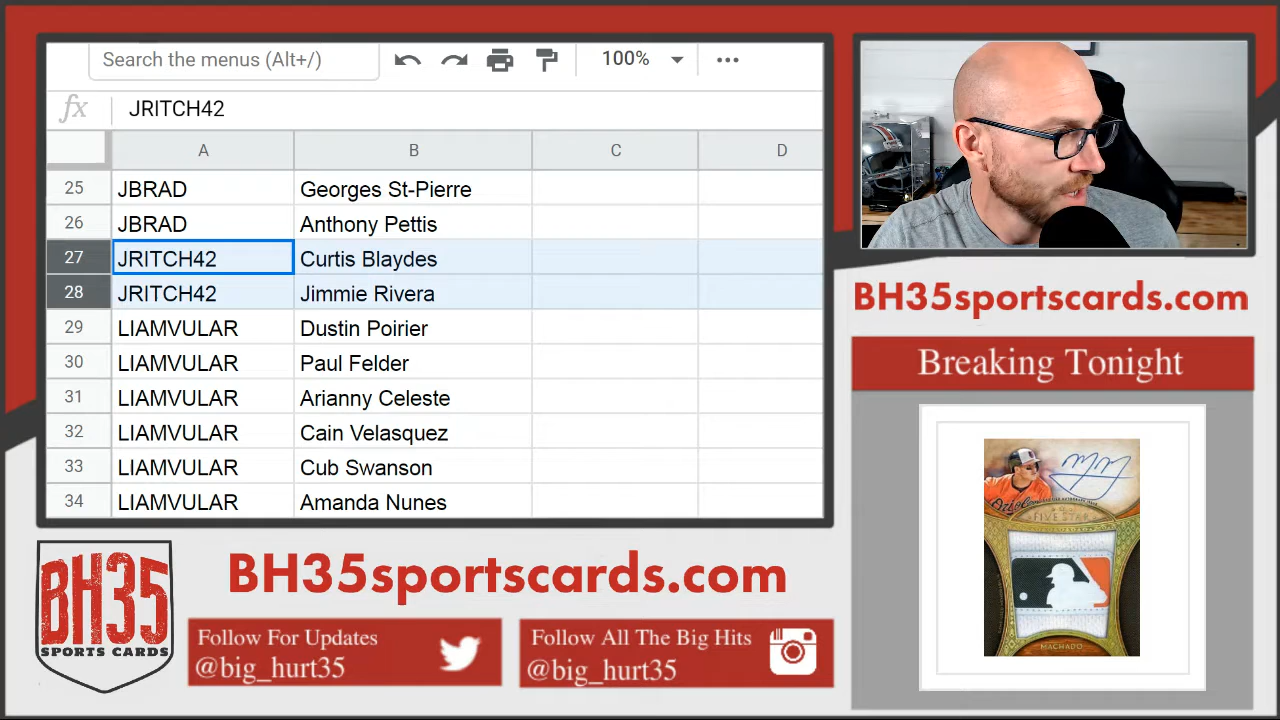 Search the menus (Alt+/)
100%
fx JRITCH42
A B C D
25 JBRAD Georges St-Pierre
26 JBRAD Anthony Pettis
27 JRITCH42 Curtis Blaydes
28 JRITCH42 Jimmie Rivera
29 LIAMVULAR Dustin Poirier
30 LIAMVULAR Paul Felder
31 LIAMVULAR Arianny Celeste
32 LIAMVULAR Cain Velasquez
33 LIAMVULAR Cub Swanson
34 LIAMVULAR Amanda Nunes
BH35sportscards.com
Breaking Tonight
FIVE STAR
MACHADO
BH35
SPORTS CARDS
BH35sportscards.com
Follow For Updates
@big_hurt35
Follow All The Big Hits
@big_hurt35